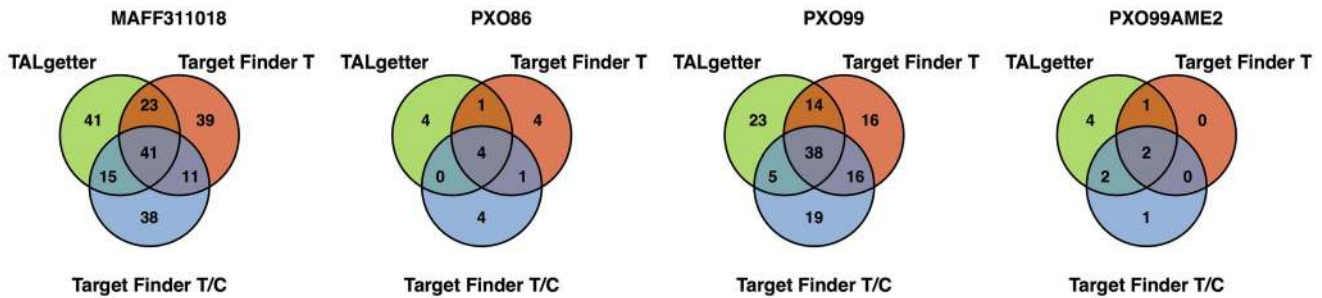 MAFF311018 PXO86 PXO99 PXO99AME2
TALgetter Target Finder T TALgetter Target Finder T TALgetter Target Finder T TALgetter Target Finder T
23 1 14 1
41 39 4 4 23 16 4 0
41 4 38 2
15 11 0 1 5 16 2 0
38 4 19 1
Target Finder T/C Target Finder T/C Target Finder T/C Target Finder T/C